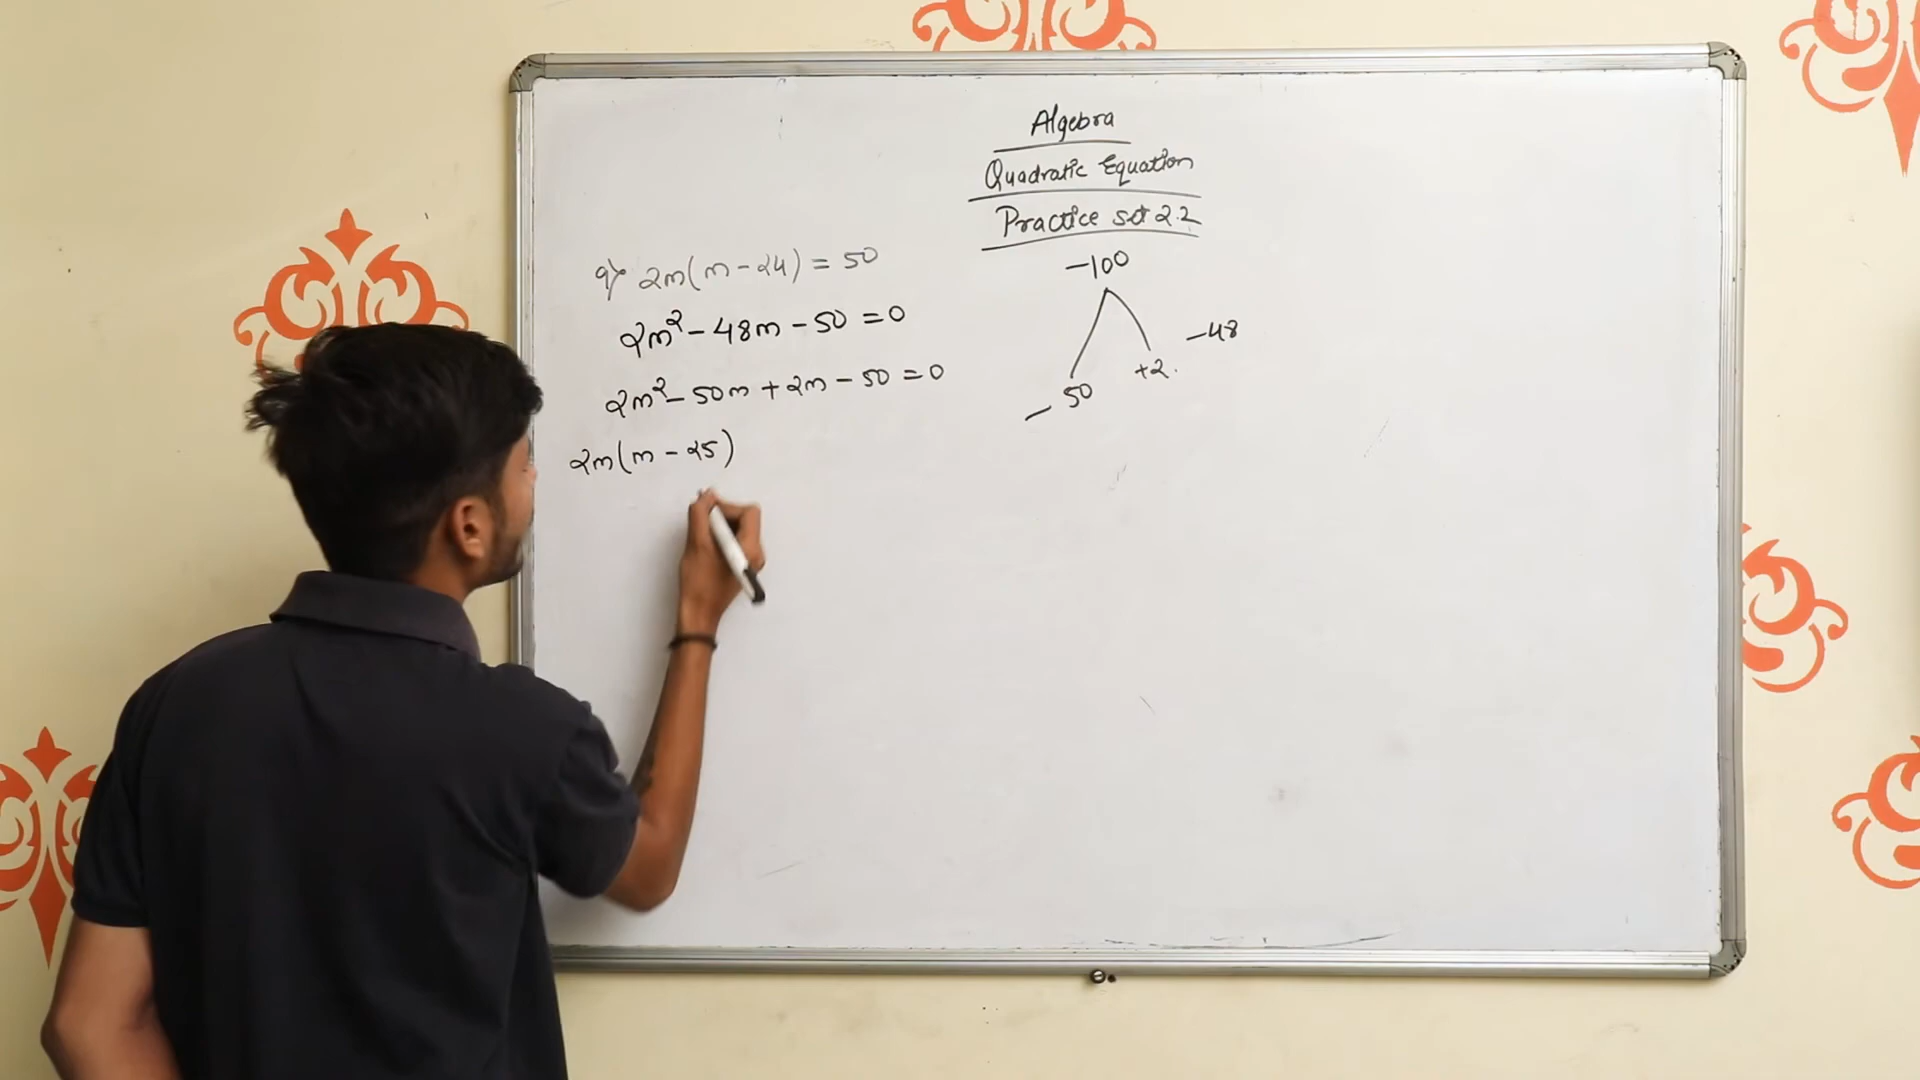 Algebra
Quadratic Equation
Practice set 2.2
9) 2m(m-24) = 50
2m²-48m-50=0
2m²-50m+2m-50=0
2m(m-25)
-100
-48
- 50 +2.